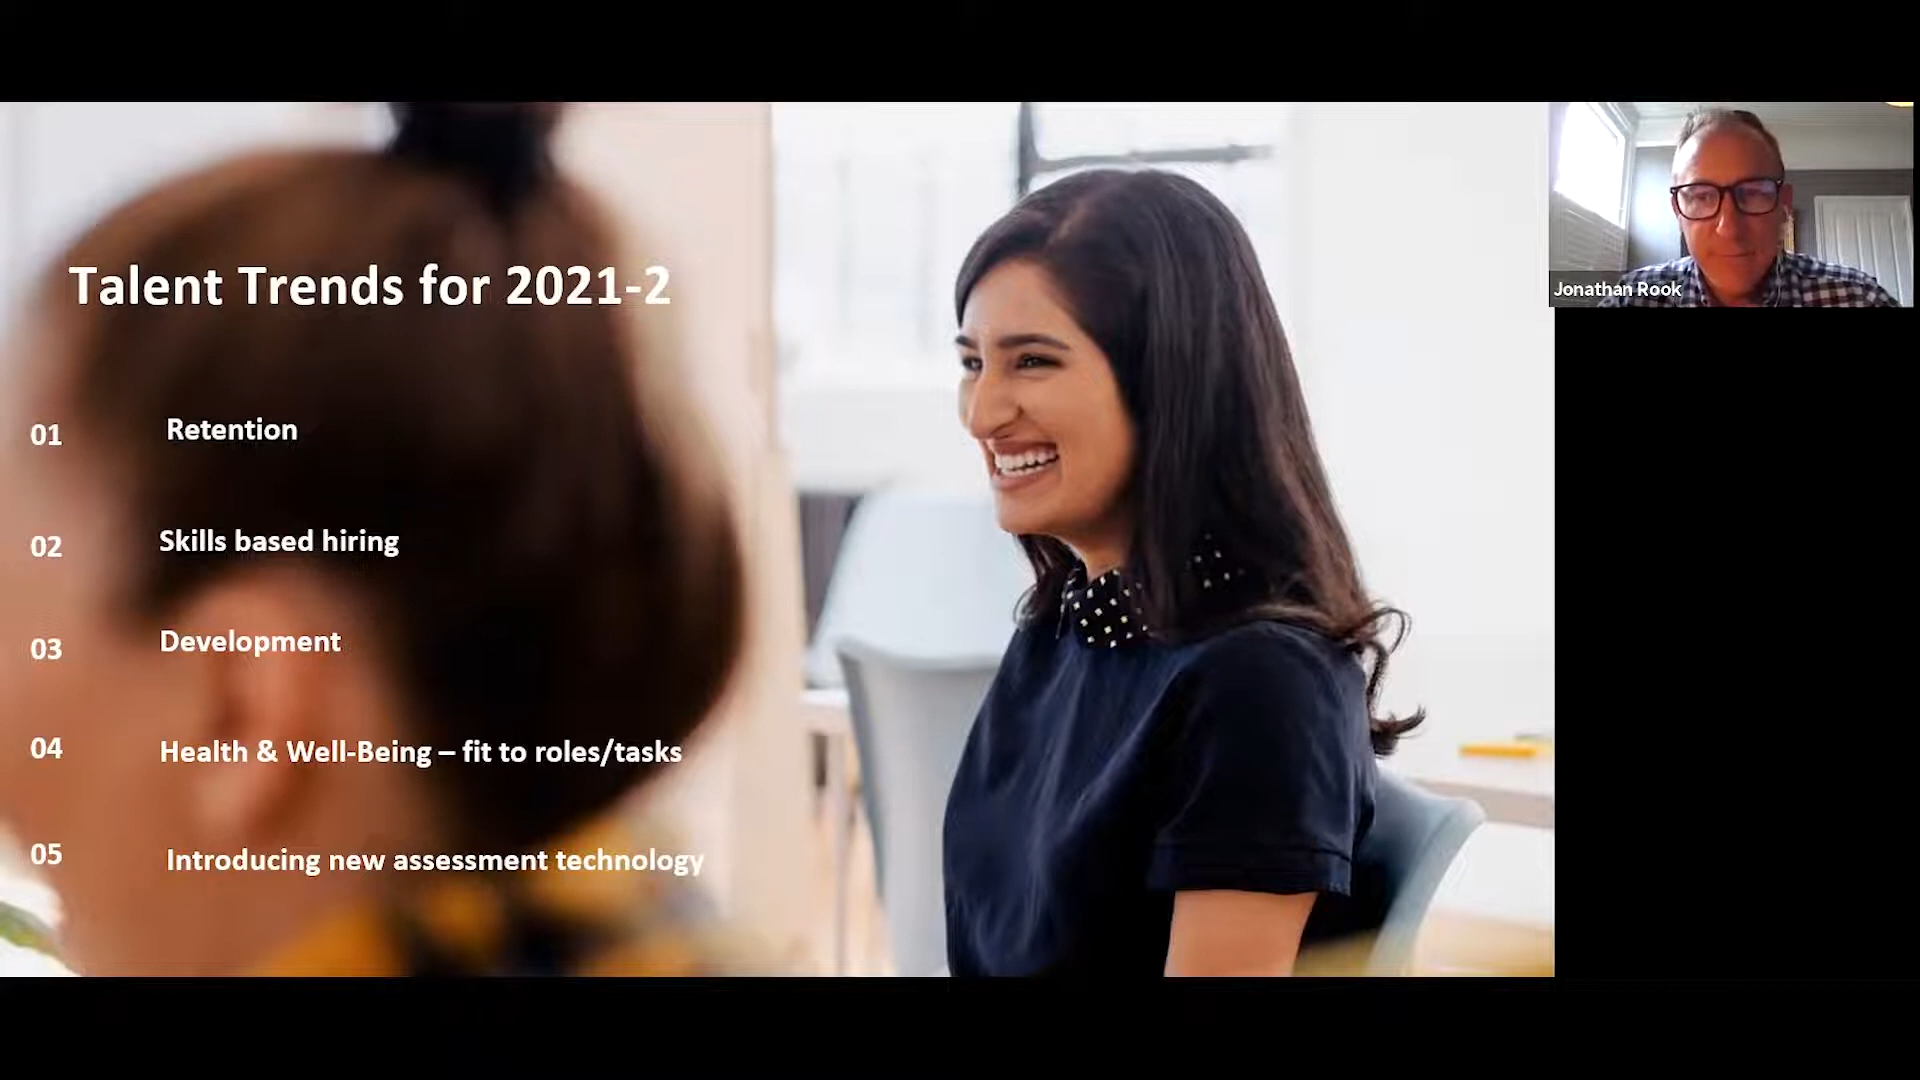 Talent Trends for 2021-2
01 Retention
02 Skills based hiring
03 Development
04 Health & Well-Being – fit to roles/tasks
05 Introducing new assessment technology
Jonathan Rook